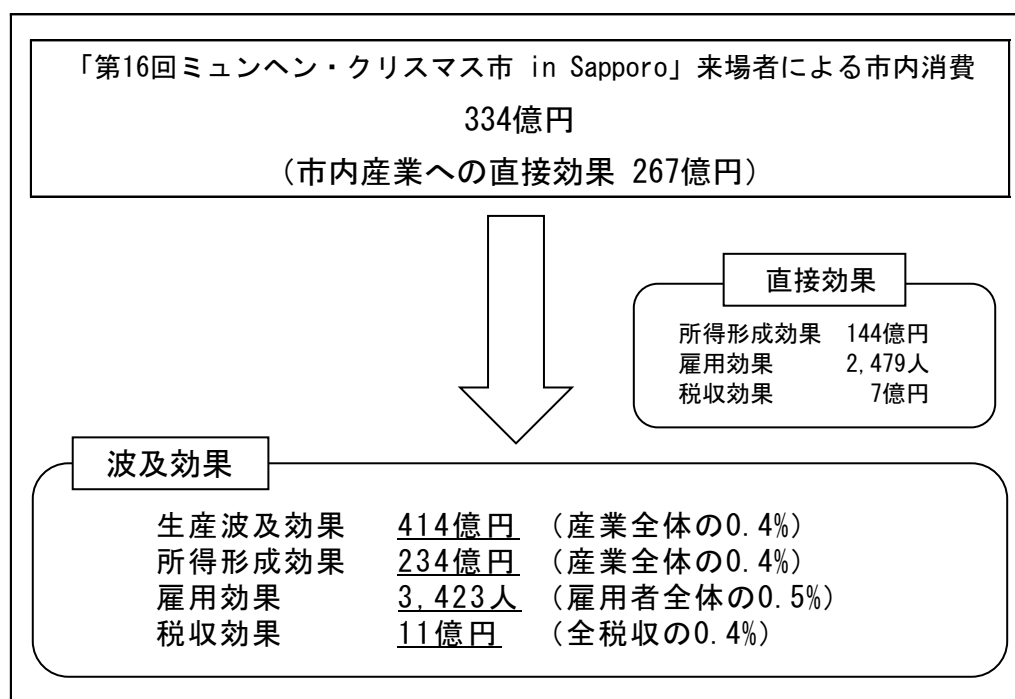 「第16回ミュンヘン・クリスマス市 in Sapporo」来場者による市内消費
334億円
（市内産業への直接効果 267億円）
直接効果
所得形成効果 144億円
雇用効果 2,479人
税収効果 7億円
波及効果
生産波及効果 414億円 （産業全体の0.4%）
所得形成効果 234億円 （産業全体の0.4%）
雇用効果 3,423人 （雇用者全体の0.5%）
税収効果 11億円 （全税収の0.4%）